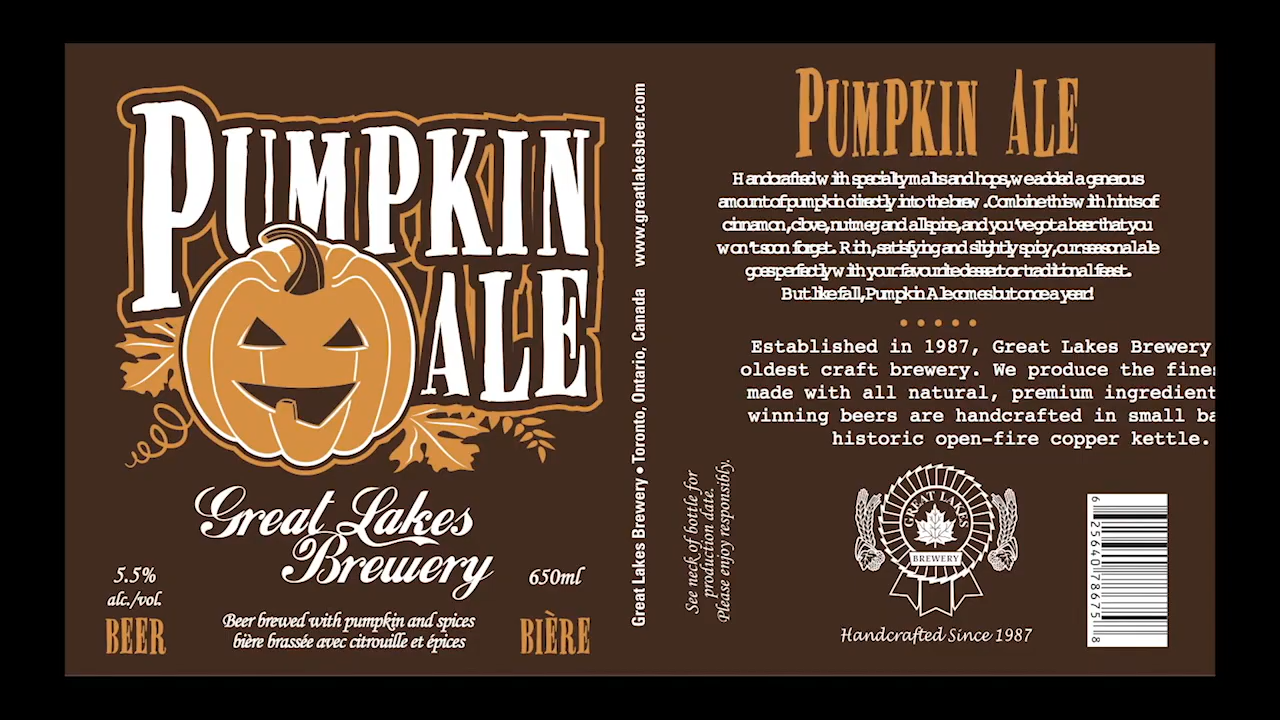 PUMPKIN
ALE
Great Lakes
Brewery
5.5%
alc./vol.
BEER
650ml
BIÈRE
Beer brewed with pumpkin and spices
bière brassée avec citrouille et épices
Great Lakes Brewery • Toronto, Ontario, Canada www.greatlakesbeer.com
PUMPKIN ALE
Handcrafted with specialty malts and hops, we added a generous
amount of pumpkin directly into the brew. Combine this with hints of
cinnamon, clove, nutmeg and allspice, and you've got a beer that you
won't soon forget. Rich, satisfying and slightly spicy, our seasonal ale
goes perfectly with your favourite dessert or traditional feast.
But like fall, Pumpkin Ale comes but once a year!
Established in 1987, Great Lakes Brewery
oldest craft brewery. We produce the fines
made with all natural, premium ingredient
winning beers are handcrafted in small ba
historic open-fire copper kettle.
See neck of bottle for
production date.
Please enjoy responsibly.
GREAT LAKES
BREWERY
Handcrafted Since 1987
6 25640 78675 8